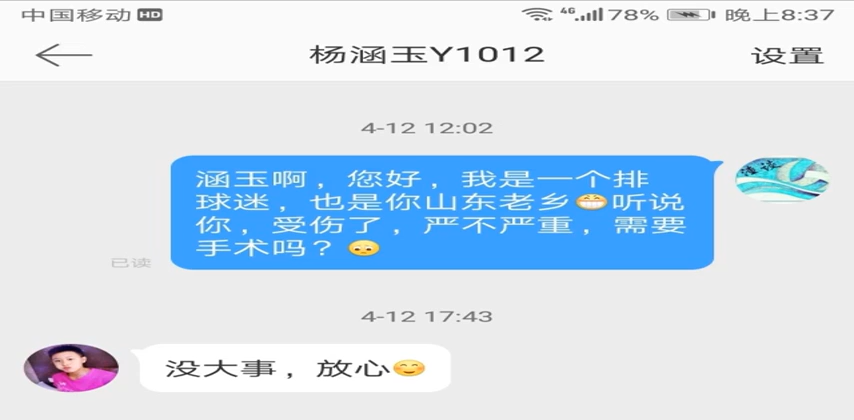 中国移动 HD 4G 78% 晚上8:37
杨涵玉Y1012 设置
4-12 12:02
涵玉啊，您好，我是一个排
球迷，也是你山东老乡😁听说
你，受伤了，严不严重，需要
手术吗？😳
已读
4-12 17:43
没大事，放心😊